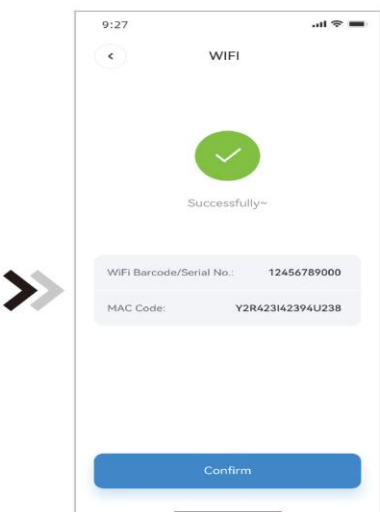 9:27
WIFI
Successfully~
WiFi Barcode/Serial No.: 12456789000
MAC Code: Y2R423I42394U238
Confirm